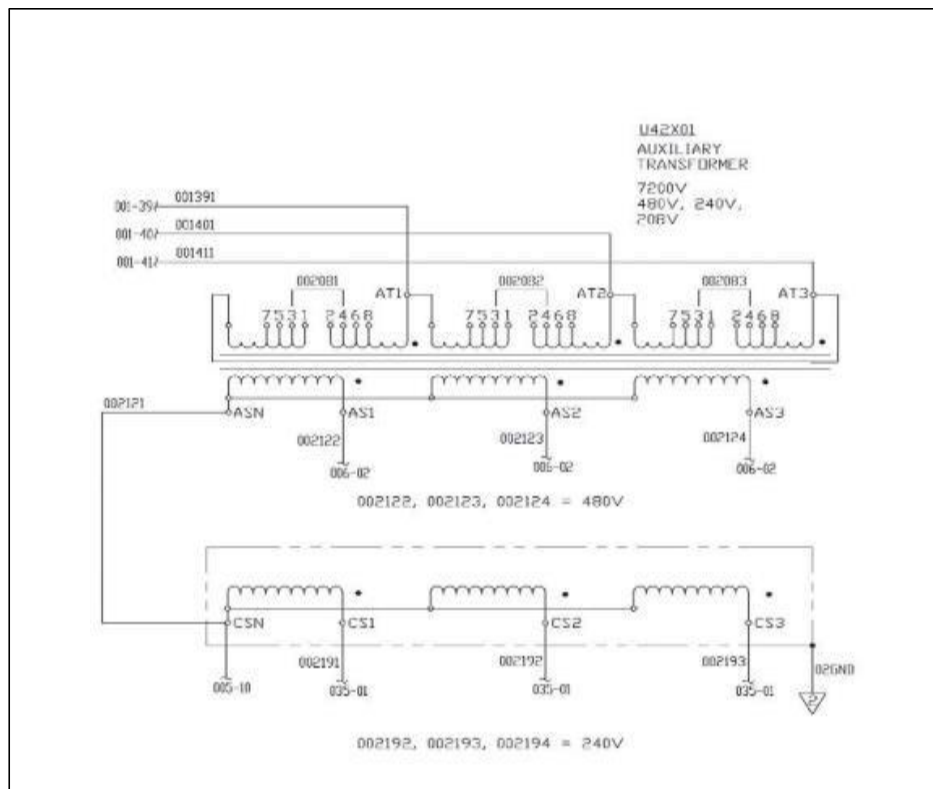 U42X01
AUXILIARY
TRANSFORMER
7200V
480V, 240V,
208V
001-39 001391
001-40 001401
001-41 001411
002081 AT1 002082 AT2 002083 AT3
7531 2468 7531 2468 7531 2468
002121 ASN AS1 AS2 AS3
002122 002123 002124
006-02 006-02 006-02
002122, 002123, 002124 = 480V
CSN CS1 CS2 CS3
002191 002192 002193 02GND
005-10 035-01 035-01 035-01 2
002192, 002193, 002194 = 240V